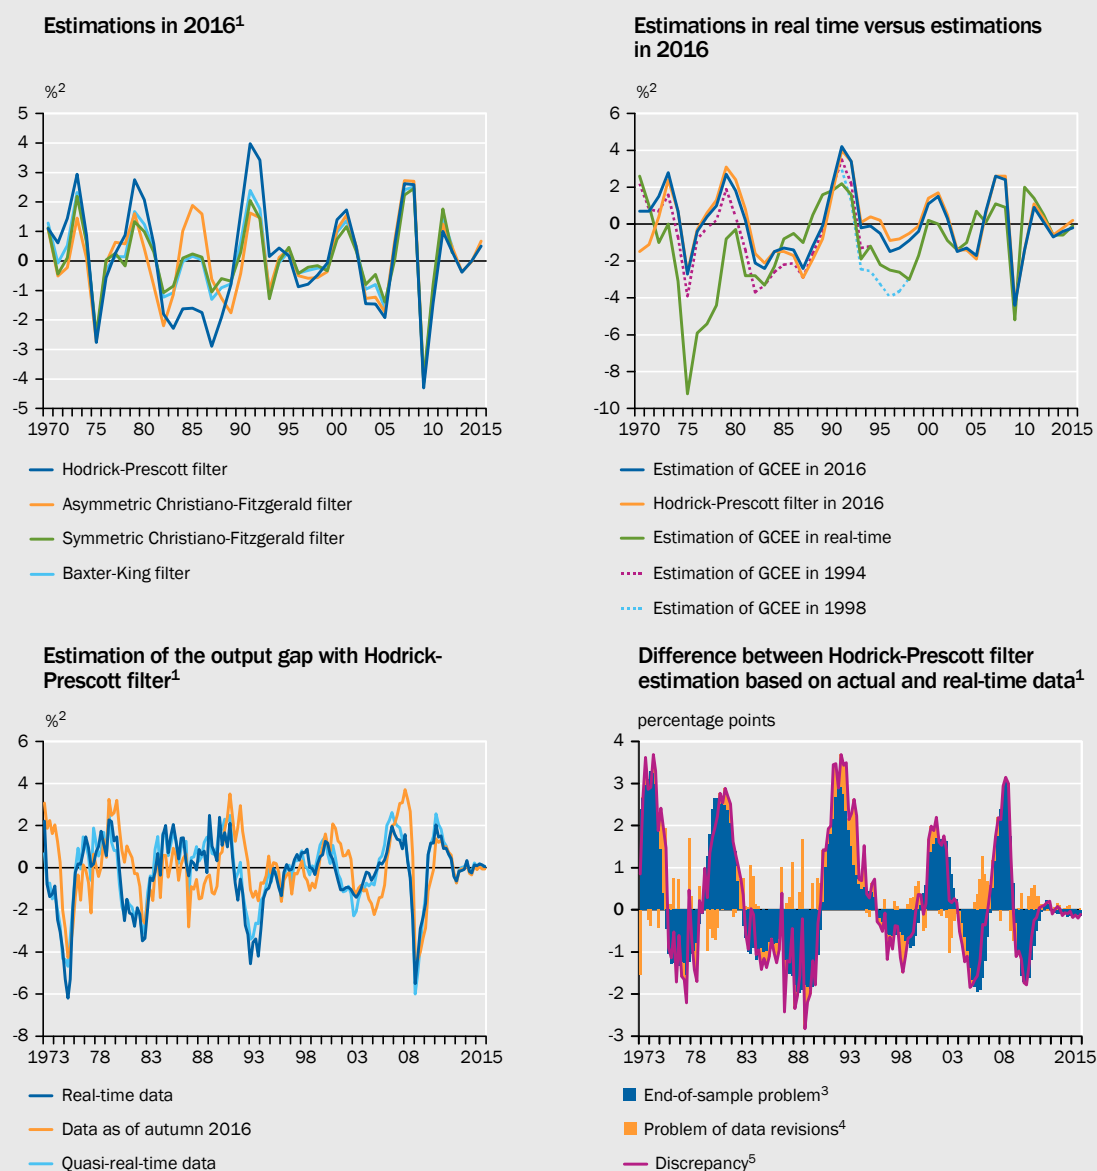 Estimations in 2016¹
%²
5
4
3
2
1
0
-1
-2
-3
-4
-5
1970 75 80 85 90 95 00 05 10 2015
Hodrick-Prescott filter
Asymmetric Christiano-Fitzgerald filter
Symmetric Christiano-Fitzgerald filter
Baxter-King filter
Estimations in real time versus estimations
in 2016
%²
6
4
2
0
-2
-4
-6
-8
-10
1970 75 80 85 90 95 00 05 10 2015
Estimation of GCEE in 2016
Hodrick-Prescott filter in 2016
Estimation of GCEE in real-time
Estimation of GCEE in 1994
Estimation of GCEE in 1998
Estimation of the output gap with Hodrick-
Prescott filter¹
%²
6
4
2
0
-2
-4
-6
-8
1973 78 83 88 93 98 03 08 2015
Real-time data
Data as of autumn 2016
Quasi-real-time data
Difference between Hodrick-Prescott filter
estimation based on actual and real-time data¹
percentage points
4
3
2
1
0
-1
-2
-3
1973 78 83 88 93 98 03 08 2015
End-of-sample problem³
Problem of data revisions⁴
Discrepancy⁵